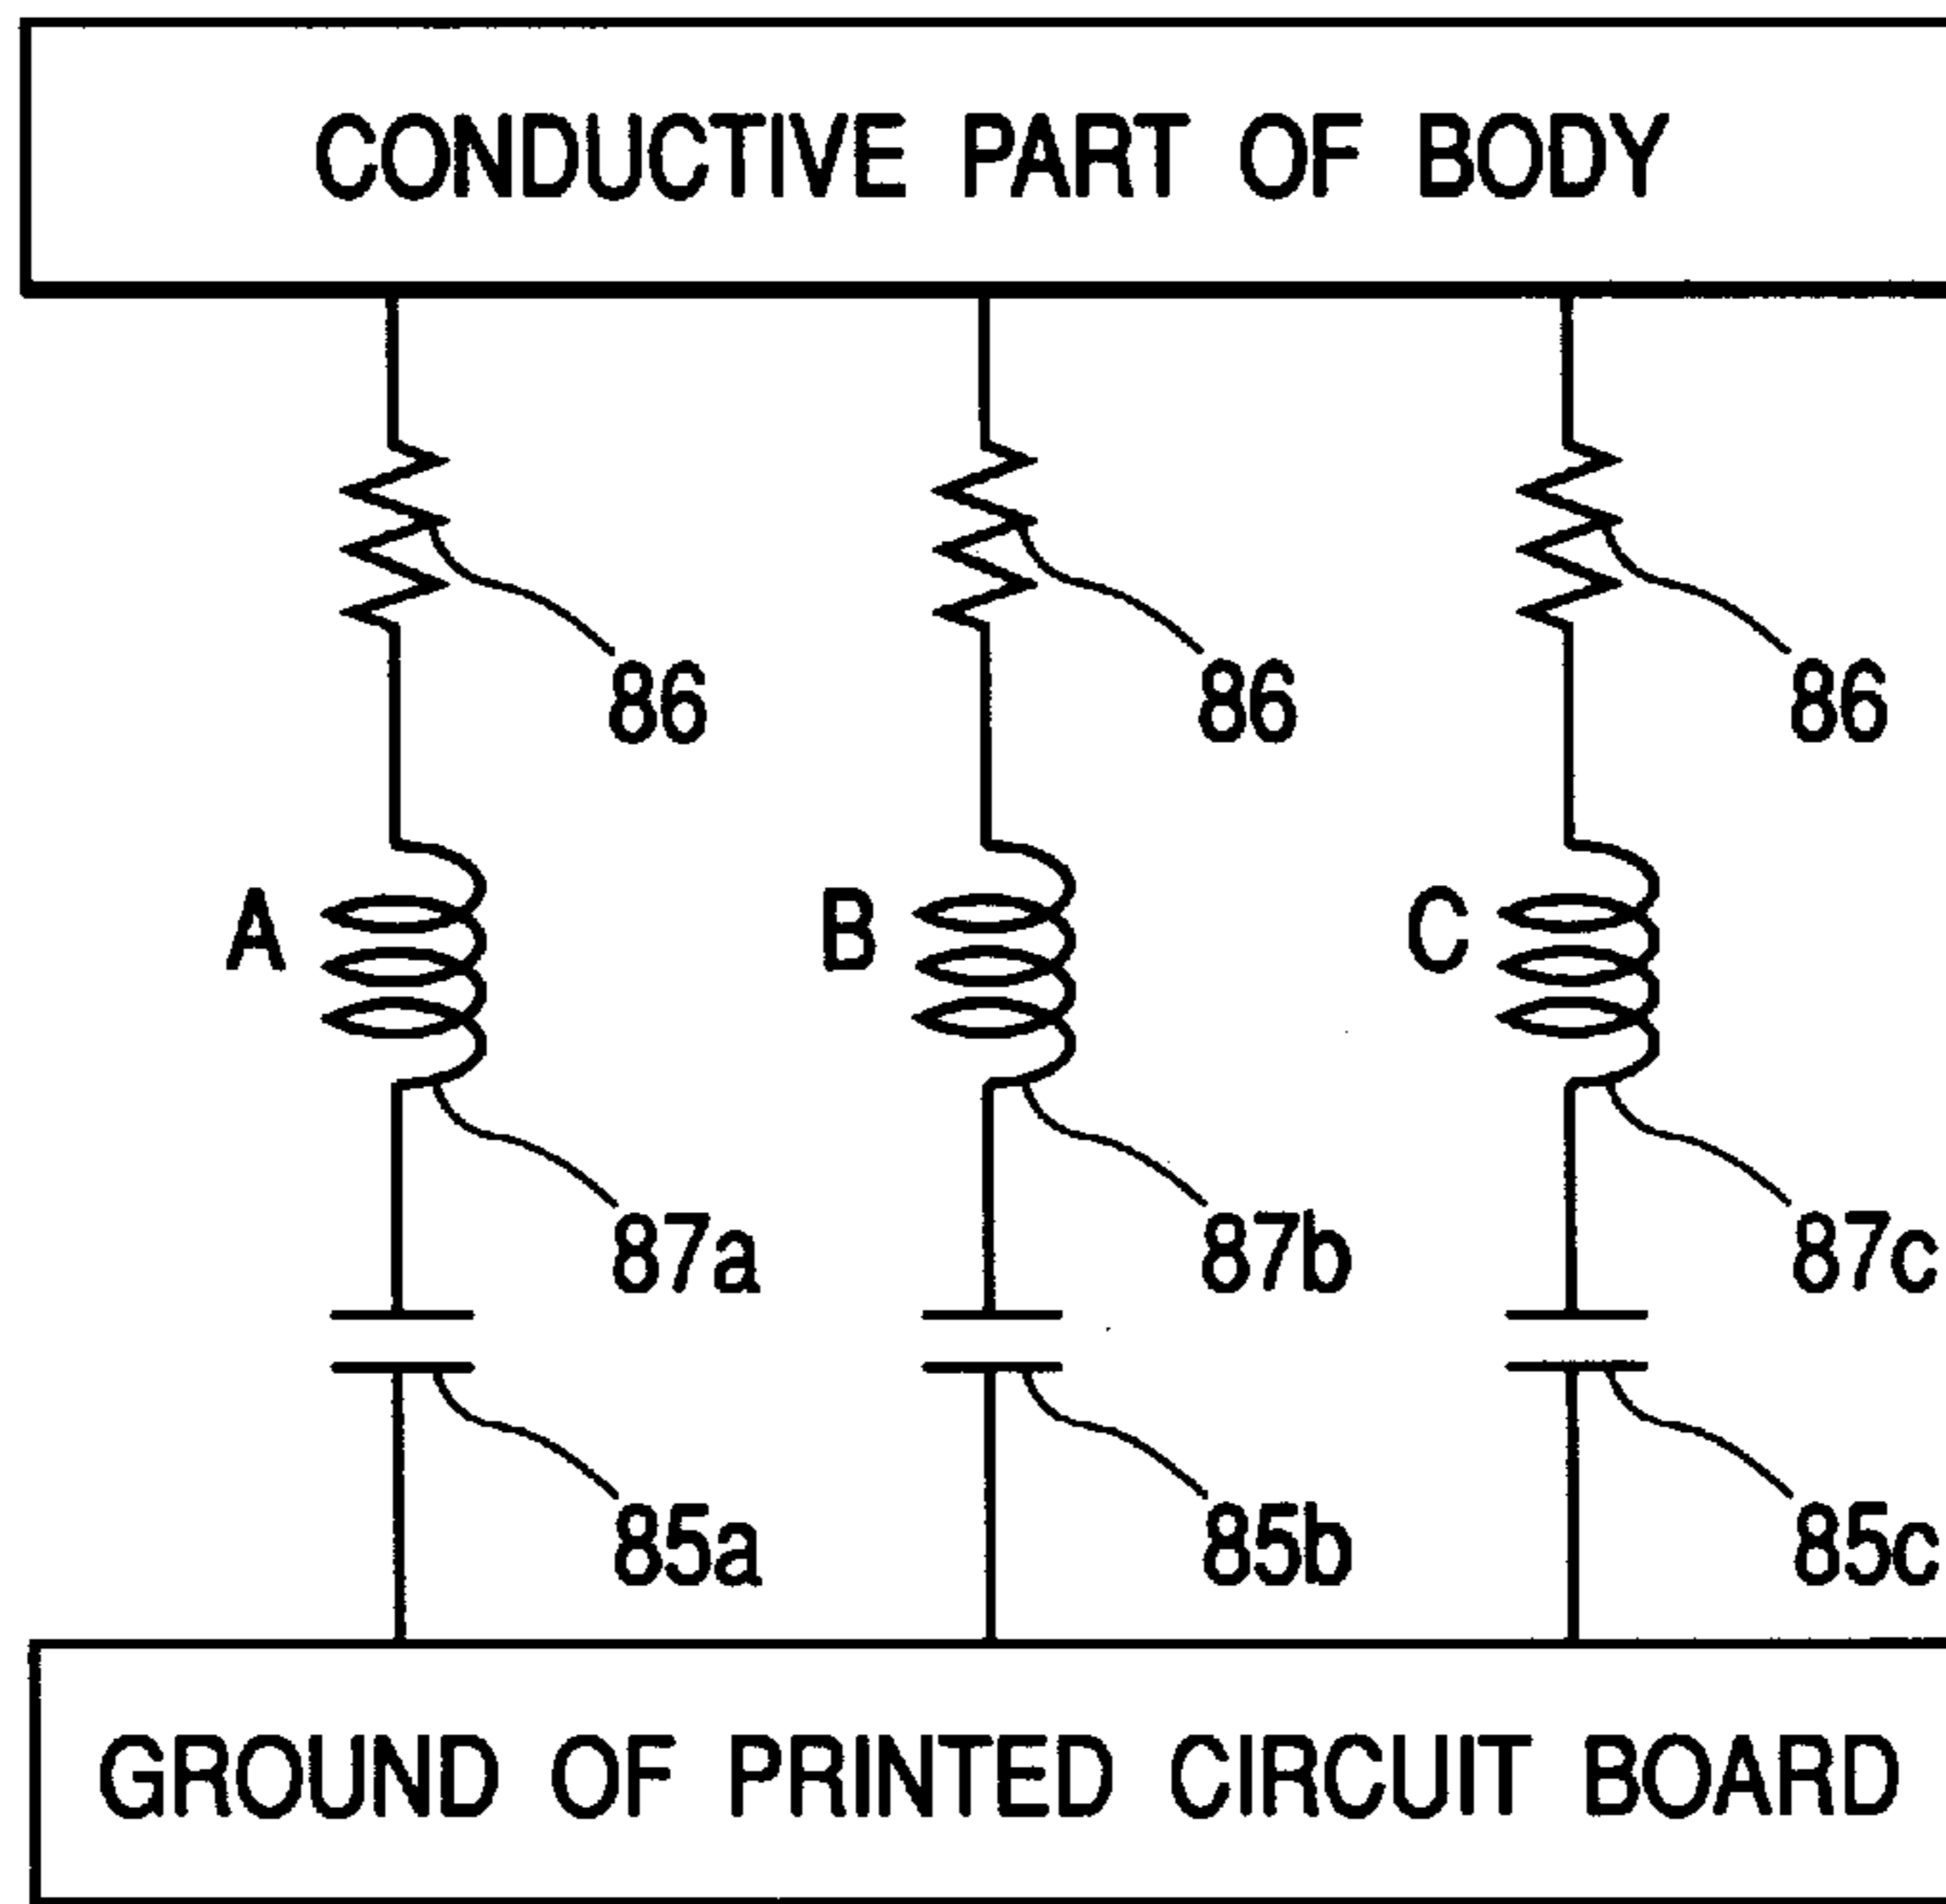 CONDUCTIVE PART OF BODY
86 86 86
A B C
87a 87b 87c
85a 85b 85c
GROUND OF PRINTED CIRCUIT BOARD